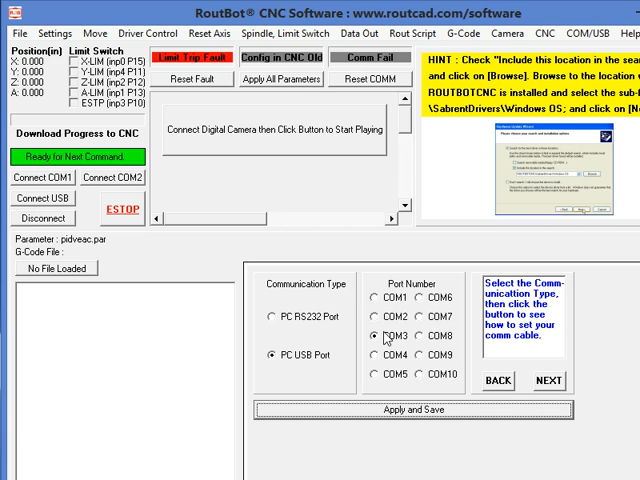 RoutBot® CNC Software : www.routcad.com/software
File Settings Move Driver Control Reset Axis Spindle, Limit Switch Data Out Rout Script G-Code Camera CNC COM/USB Help
Position(in) Limit Switch
X: 0.000 X-LIM (inp0 P15)
Y: 0.000 Y-LIM (inp4 P11)
Z: 0.000 Z-LIM (inp2 P12)
A: 0.000 A-LIM (inp1 P13)
ESTP (inp3 P10)
Download Progress to CNC
Ready for Next Command.
Connect COM1 Connect COM2
Connect USB
Disconnect
ESTOP
Limit Trip Fault Config in CNC Old Comm Fail
Reset Fault Apply All Parameters Reset COMM
Connect Digital Camera then Click Button to Start Playing
HINT : Check "Include this location in the sear
and click on [Browse]. Browse to the location
ROUTBOTCNC is installed and select the sub-f
\SabrentDrivers\Windows OS; and click on [N
Parameter : pidveac.par
G-Code File :
No File Loaded
Communication Type
PC RS232 Port
PC USB Port
Port Number
COM1 COM6
COM2 COM7
COM3 COM8
COM4 COM9
COM5 COM10
Select the Comm-
unicattion Type,
then click the
button to see
how to set your
comm cable.
BACK NEXT
Apply and Save